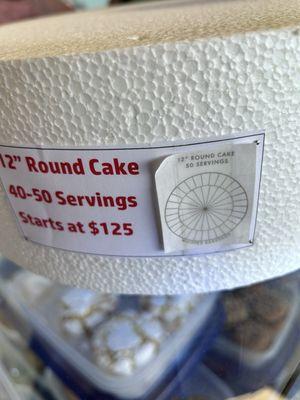 12" Round Cake
40-50 Servings
Starts at $125
12" ROUND CAKE
50 SERVINGS